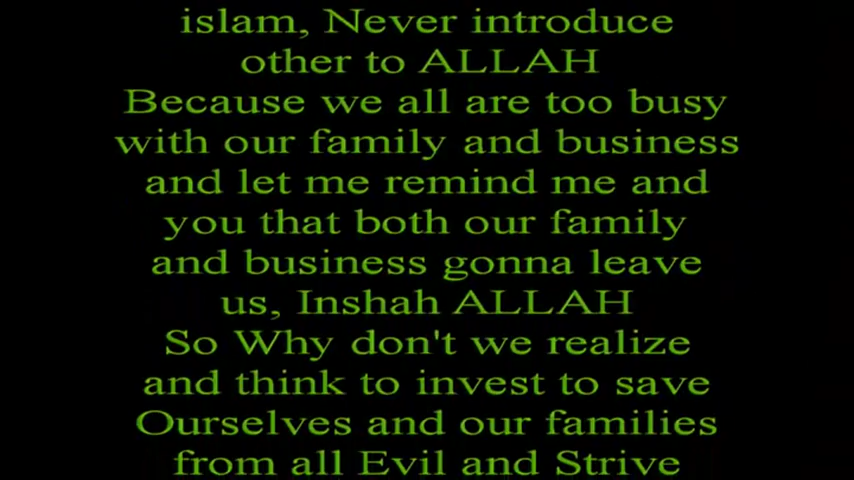 islam, Never introduce
other to ALLAH
Because we all are too busy
with our family and business
and let me remind me and
you that both our family
and business gonna leave
us, Inshah ALLAH
So Why don't we realize
and think to invest to save
Ourselves and our families
from all Evil and Strive